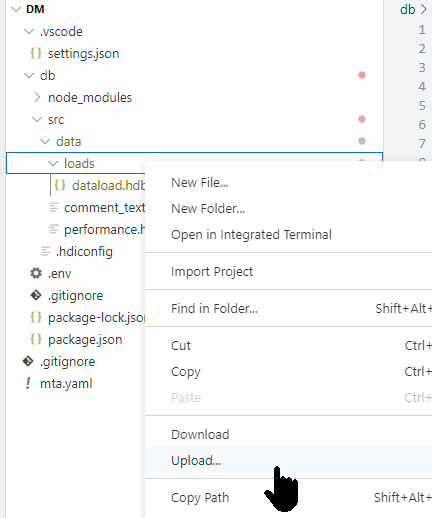 DM
.vscode
settings.json
db
node_modules
src
data
loads
dataload.hdb
comment_text
performance.h
.hdiconfig
.env
.gitignore
package-lock.json
package.json
.gitignore
mta.yaml
New File...
New Folder...
Open in Integrated Terminal
Import Project
Find in Folder... Shift+Alt+
Cut Ctrl+
Copy Ctrl+
Paste Ctrl+
Download
Upload...
Copy Path Shift+Alt+
db
1
2
3
4
5
6
7